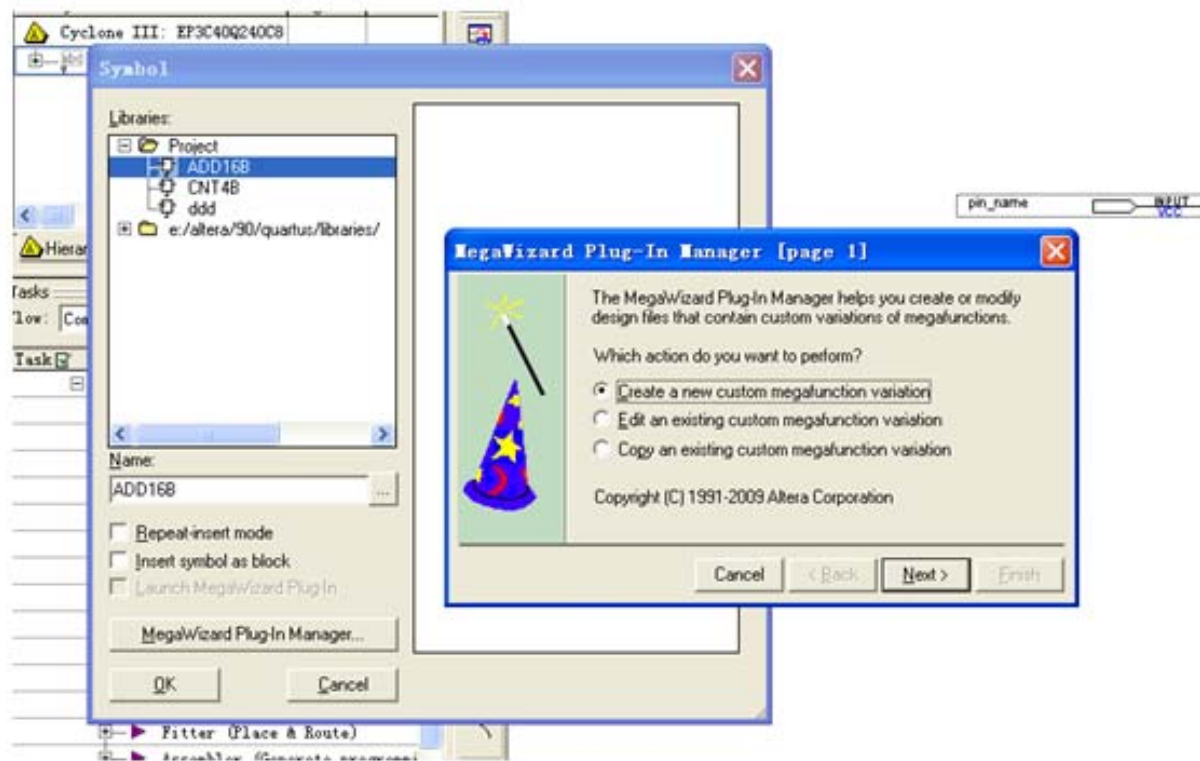 Cyclone III: EP3C40Q240C8
Symbol
Libraries:
Project
ADD16B
CNT4B
ddd
e:/altera/90/quartus/libraries/
Name:
ADD16B
...
Repeat-insert mode
Insert symbol as block
Launch MegaWizard Plug-In
MegaWizard Plug-In Manager...
OK
Cancel
MegaWizard Plug-In Manager [page 1]
The MegaWizard Plug-In Manager helps you create or modify
design files that contain custom variations of megafunctions.
Which action do you want to perform?
Create a new custom megafunction variation
Edit an existing custom megafunction variation
Copy an existing custom megafunction variation
Copyright (C) 1991-2009 Altera Corporation
Cancel
< Back
Next >
Finish
pin_name
INPUT
VCC
Hierar
Tasks
Flow: Com
Task
Fitter (Place & Route)
Assembler (Generate programmi